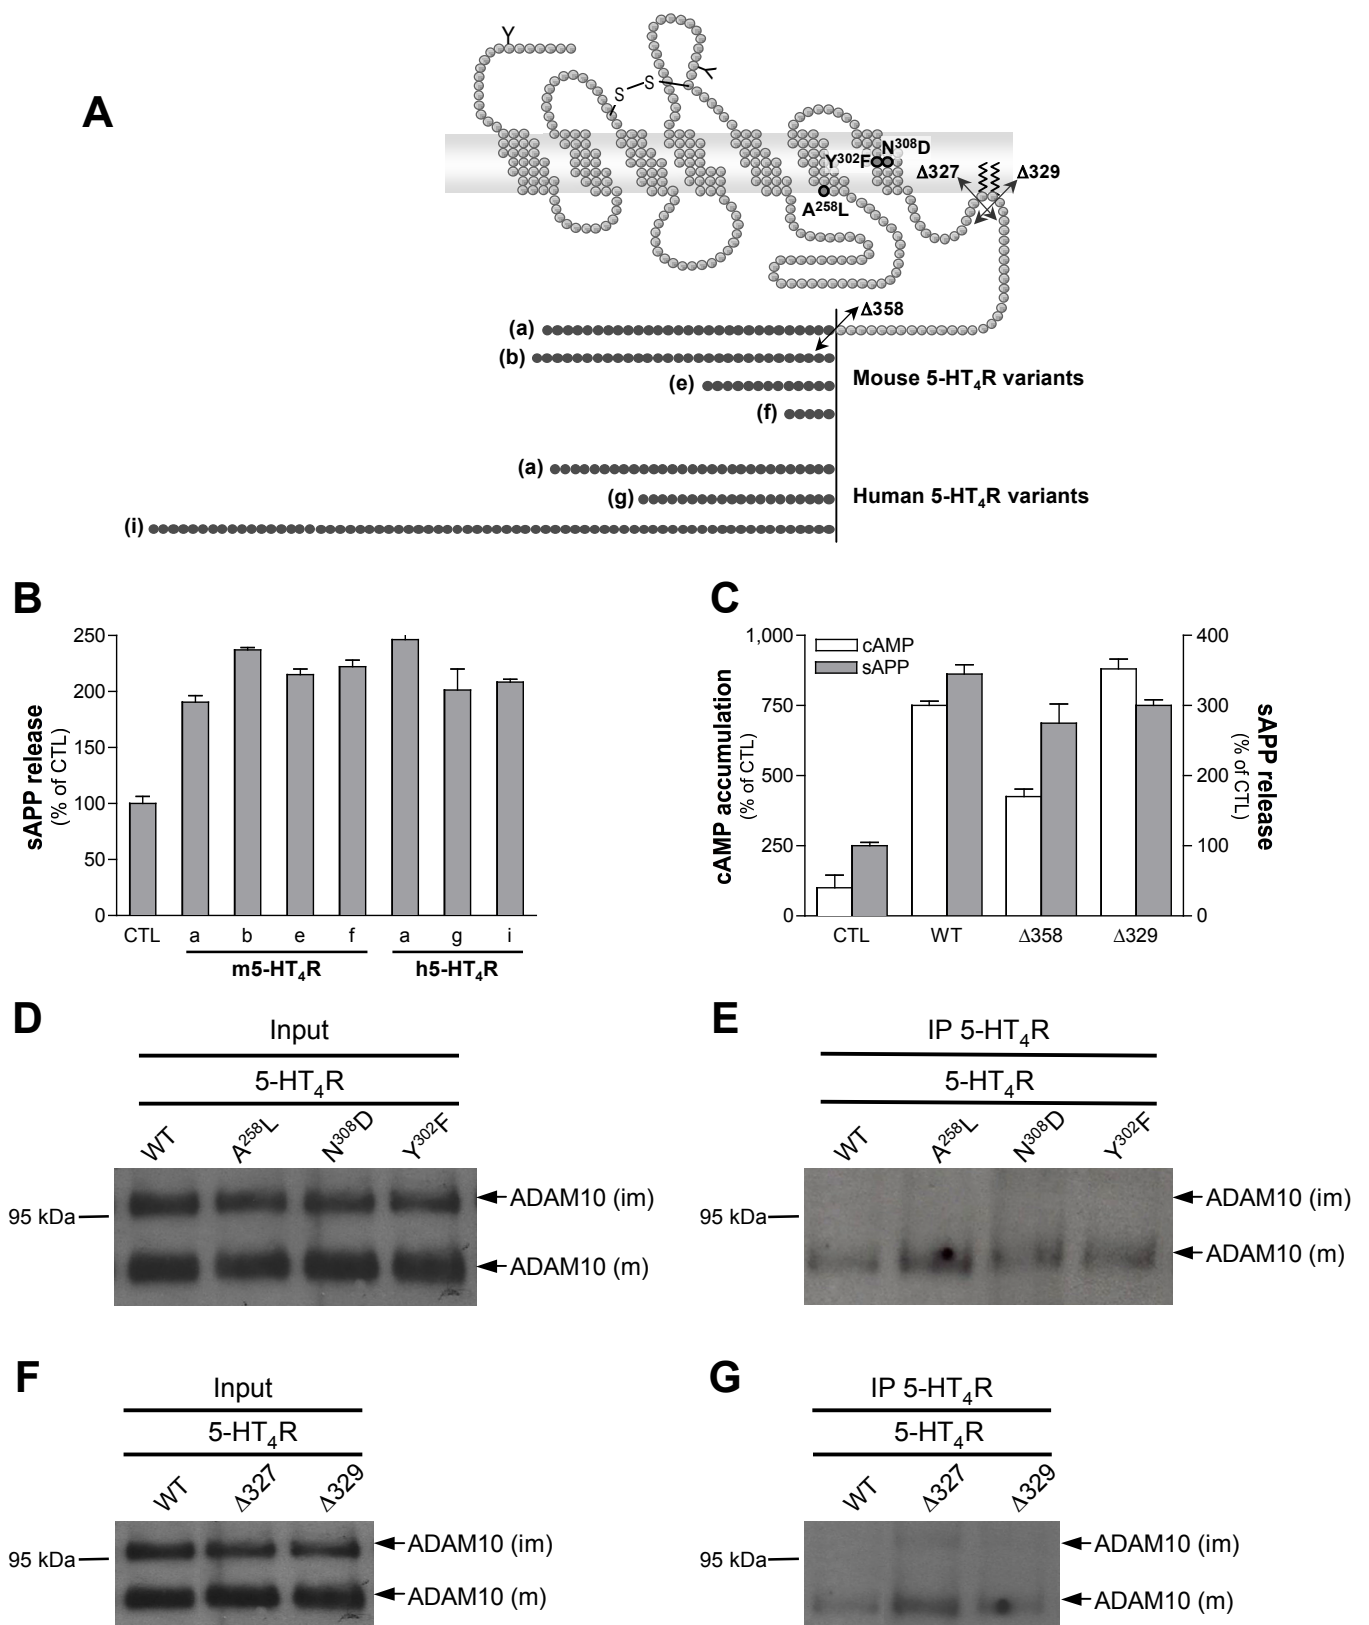 A
Y
S
S
Y
Y³⁰²F
N³⁰⁸D
Δ327
Δ329
A²⁵⁸L
Δ358
(a)
(b)
(e)
(f)
Mouse 5-HT₄R variants
(a)
(g)
(i)
Human 5-HT₄R variants
B
sAPP release
(% of CTL)
250
200
150
100
50
0
CTL a b e f a g i
m5-HT₄R h5-HT₄R
C
cAMP accumulation
(% of CTL)
1,000
750
500
250
0
cAMP
sAPP
400
300
200
100
0
sAPP release
(% of CTL)
CTL WT Δ358 Δ329
D
Input
5-HT₄R
WT A²⁵⁸L N³⁰⁸D Y³⁰²F
95 kDa
ADAM10 (im)
ADAM10 (m)
E
IP 5-HT₄R
5-HT₄R
WT A²⁵⁸L N³⁰⁸D Y³⁰²F
95 kDa
ADAM10 (im)
ADAM10 (m)
F
Input
5-HT₄R
WT Δ327 Δ329
95 kDa
ADAM10 (im)
ADAM10 (m)
G
IP 5-HT₄R
5-HT₄R
WT Δ327 Δ329
95 kDa
ADAM10 (im)
ADAM10 (m)